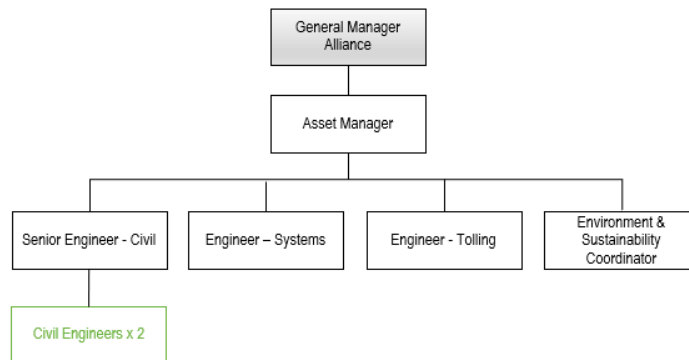 General Manager
Alliance
Asset Manager
Senior Engineer - Civil
Engineer – Systems
Engineer - Tolling
Environment &
Sustainability
Coordinator
Civil Engineers x 2